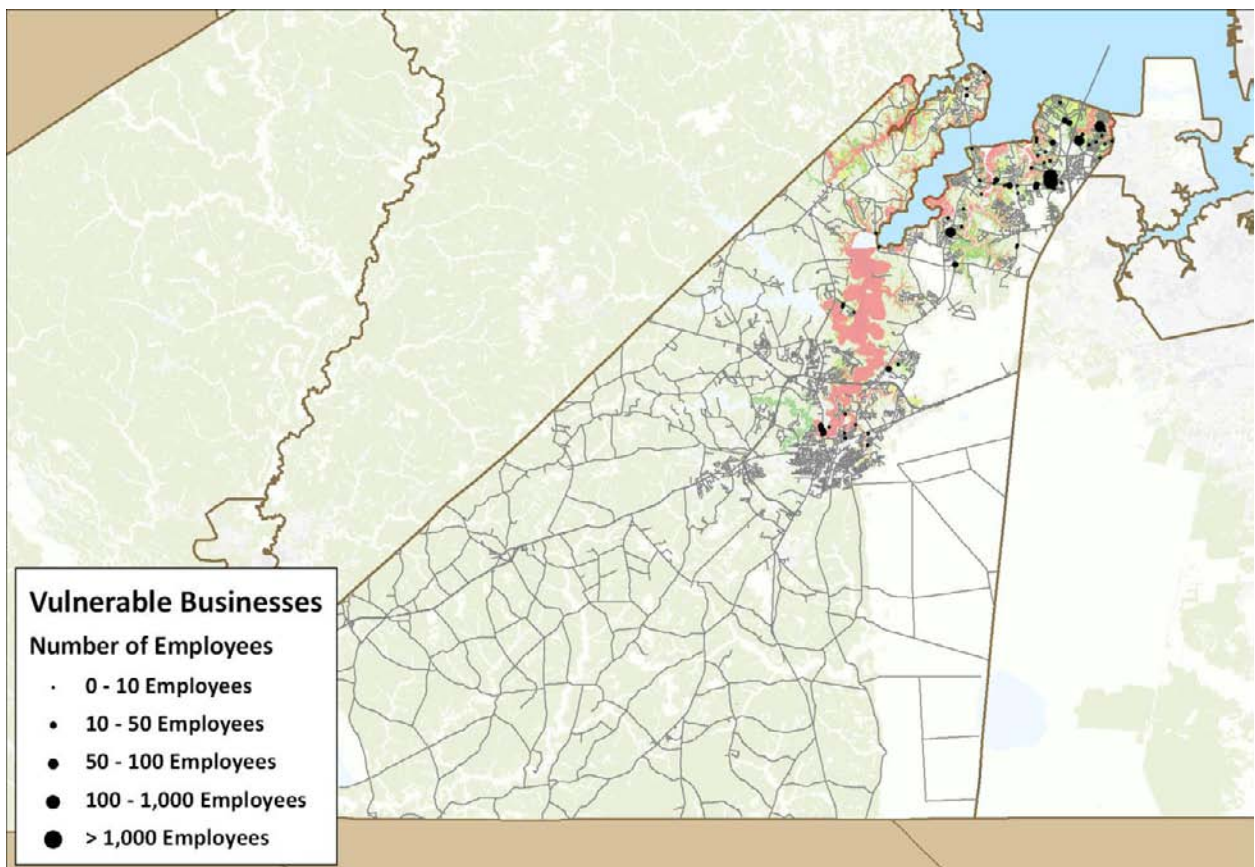 Vulnerable Businesses
Number of Employees
0 - 10 Employees
10 - 50 Employees
50 - 100 Employees
100 - 1,000 Employees
> 1,000 Employees